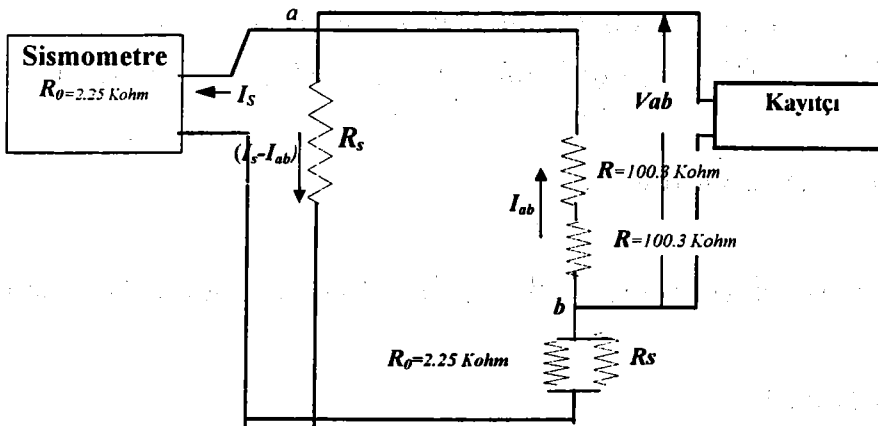 a
Sismometre
R0=2.25 Kohm
IS
Vab
Kayıtçı
(Is-Iab)
Rs
R=100.3 Kohm
Iab
R=100.3 Kohm
b
R0=2.25 Kohm
Rs